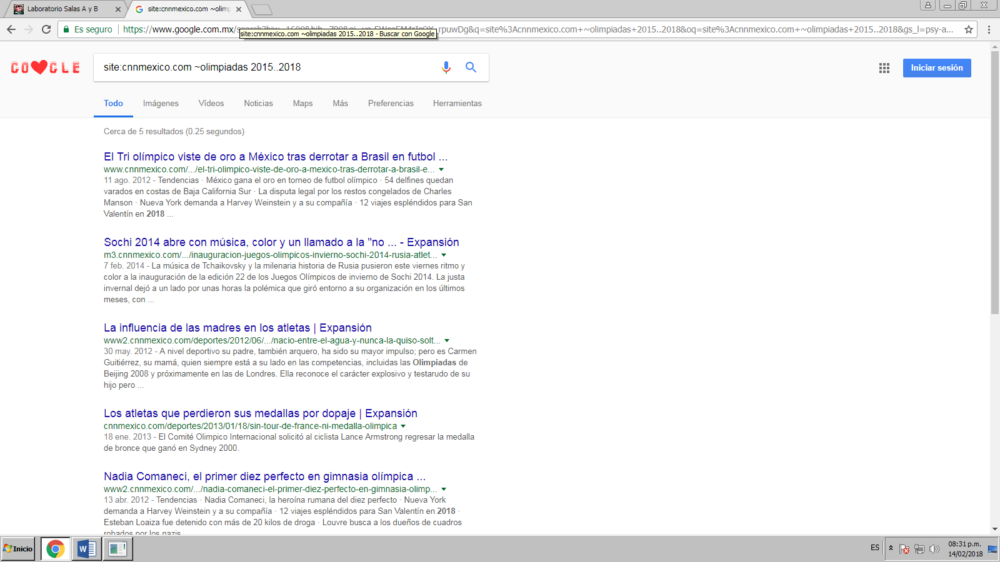 Laboratorio Salas A y B
site:cnnmexico.com ~olimp
Es seguro
https://www.google.com.mx/
rpuwDg&q=site%3Acnnmexico.com+~olimpiadas+2015..2018&oq=site%3Acnnmexico.com+~olimpiadas+2015..2018&gs_l=psy-a...
site:cnnmexico.com ~olimpiadas 2015..2018 - Buscar con Google
GO GLE
site:cnnmexico.com ~olimpiadas 2015..2018
Iniciar sesión
Todo Imágenes Vídeos Noticias Maps Más Preferencias Herramientas
Cerca de 5 resultados (0.25 segundos)
El Tri olímpico viste de oro a México tras derrotar a Brasil en futbol ...
www.cnnmexico.com/.../el-tri-olimpico-viste-de-oro-a-mexico-tras-derrotar-a-brasil-e...
11 ago. 2012 - Tendencias · México gana el oro en torneo de futbol olímpico · 54 delfines quedan
varados en costas de Baja California Sur · La disputa legal por los restos congelados de Charles
Manson · Nueva York demanda a Harvey Weinstein y a su compañía · 12 viajes espléndidos para San
Valentín en 2018 ...
Sochi 2014 abre con música, color y un llamado a la "no ... - Expansión
m3.cnnmexico.com/.../inauguracion-juegos-olimpicos-invierno-sochi-2014-rusia-atlet...
7 feb. 2014 - La música de Tchaikovsky y la milenaria historia de Rusia pusieron este viernes ritmo y
color a la inauguración de la edición 22 de los Juegos Olímpicos de invierno de Sochi 2014. La justa
invernal dejó a un lado por unas horas la polémica que giró entorno a su organización en los últimos
meses, con ...
La influencia de las madres en los atletas | Expansión
www2.cnnmexico.com/deportes/2012/06/.../nacio-entre-el-agua-y-nunca-la-quiso-solt...
30 may. 2012 - A nivel deportivo su padre, también arquero, ha sido su mayor impulso; pero es Carmen
Guitiérrez, su mamá, quien siempre está a su lado en las competencias, incluidas las Olimpiadas de
Beijing 2008 y próximamente en las de Londres. Ella reconoce el carácter explosivo y testarudo de su
hijo pero ...
Los atletas que perdieron sus medallas por dopaje | Expansión
cnnmexico.com/deportes/2013/01/18/sin-tour-de-france-ni-medalla-olimpica
18 ene. 2013 - El Comité Olimpico Internacional solicitó al ciclista Lance Armstrong regresar la medalla
de bronce que ganó en Sydney 2000.
Nadia Comaneci, el primer diez perfecto en gimnasia olímpica ...
www2.cnnmexico.com/.../nadia-comaneci-el-primer-diez-perfecto-en-gimnasia-olimp...
13 abr. 2012 - Tendencias · Nadia Comaneci, la heroína rumana del diez perfecto · Nueva York
demanda a Harvey Weinstein y a su compañía · 12 viajes espléndidos para San Valentín en 2018 ·
Esteban Loaiza fue detenido con más de 20 kilos de droga · Louvre busca a los dueños de cuadros
robados por los nazis
Inicio
ES
08:31 p.m.
14/02/2018